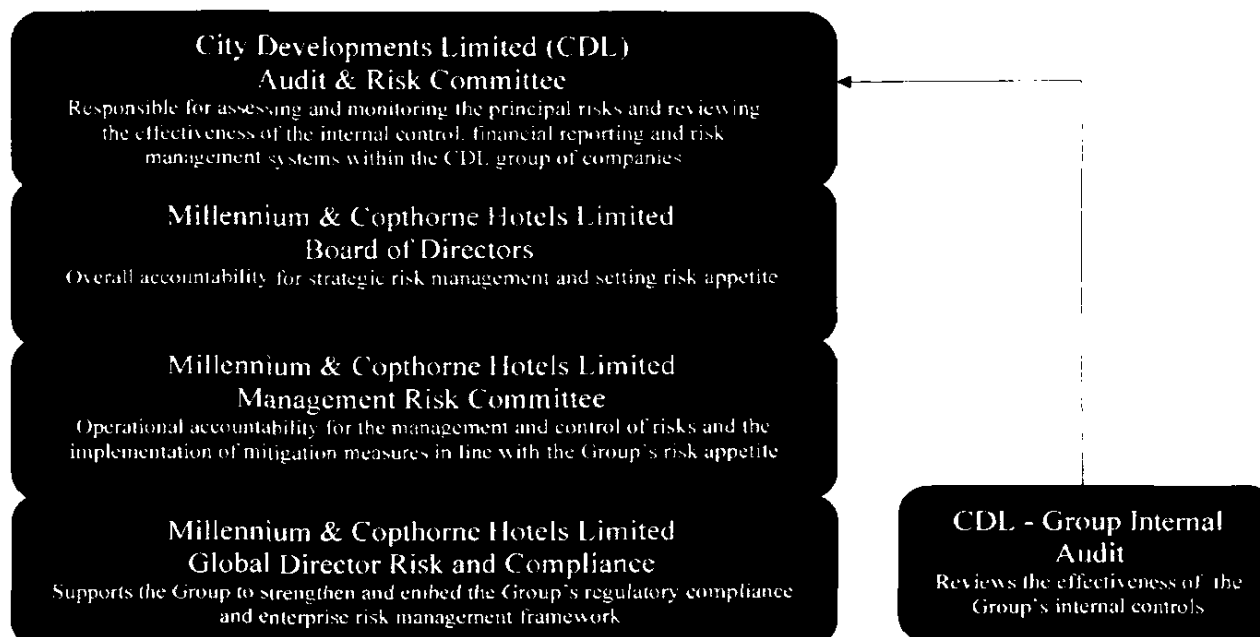 City Developments Limited (CDL)
Audit & Risk Committee
Responsible for assessing and monitoring the principal risks and reviewing
the effectiveness of the internal control, financial reporting and risk
management systems within the CDL group of companies
Millennium & Copthorne Hotels Limited
Board of Directors
Overall accountability for strategic risk management and setting risk appetite
Millennium & Copthorne Hotels Limited
Management Risk Committee
Operational accountability for the management and control of risks and the
implementation of mitigation measures in line with the Group's risk appetite
Millennium & Copthorne Hotels Limited
Global Director Risk and Compliance
Supports the Group to strengthen and embed the Group's regulatory compliance
and enterprise risk management framework
CDL - Group Internal
Audit
Reviews the effectiveness of the
Group's internal controls